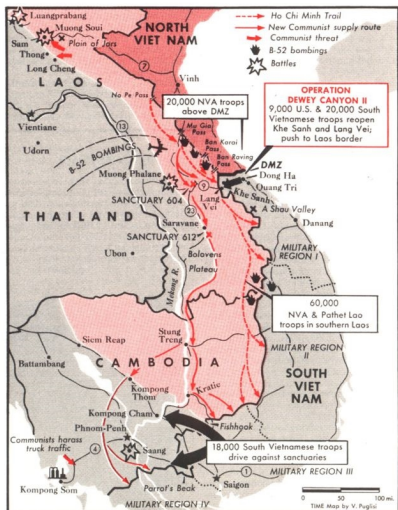 Luangprabang
Muong Soui
Sam
Thong
Plain of Jars
Long Cheng
LAOS
NORTH
VIET NAM
7
Vinh
Ho Chi Minh Trail
New Communist supply route
Communist threat
B-52 bombings
Battles
Nape Pass
20,000 NVA troops
above DMZ
OPERATION
DEWEY CANYON II
9,000 U.S. & 20,000 South
Vietnamese troops reopen
Khe Sanh and Lang Vei;
push to Laos border
Vientiane
13
Udorn
B-52 BOMBINGS
Mu Gia
Pass
Ban Karai
Pass
Ban Raving
Pass
DMZ
Dong Ha
Quang Tri
Muong Phalane
9
Khe Sanh
Lang
Vei
SANCTUARY 604
23
A Shau Valley
Danang
THAILAND
Saravane
SANCTUARY 612
MILITARY
REGION I
Ubon
Bolovens
Plateau
Mekong R.
60,000
NVA & Pathet Lao
troops in southern Laos
Siem Reap
Stung
Treng
MILITARY REGION
II
Battambang
CAMBODIA
Kompong
Thom
Kratie
SOUTH
VIET
NAM
Kompong Cham
Phnom-Penh
Fishhook
Communists harass
truck traffic
4
Saang
18,000 South Vietnamese troops
drive against sanctuaries
1
MILITARY REGION III
Kompong Som
Parrot's Beak
Saigon
MILITARY REGION IV
0 50 100 mi.
TIME Map by V. Puglisi